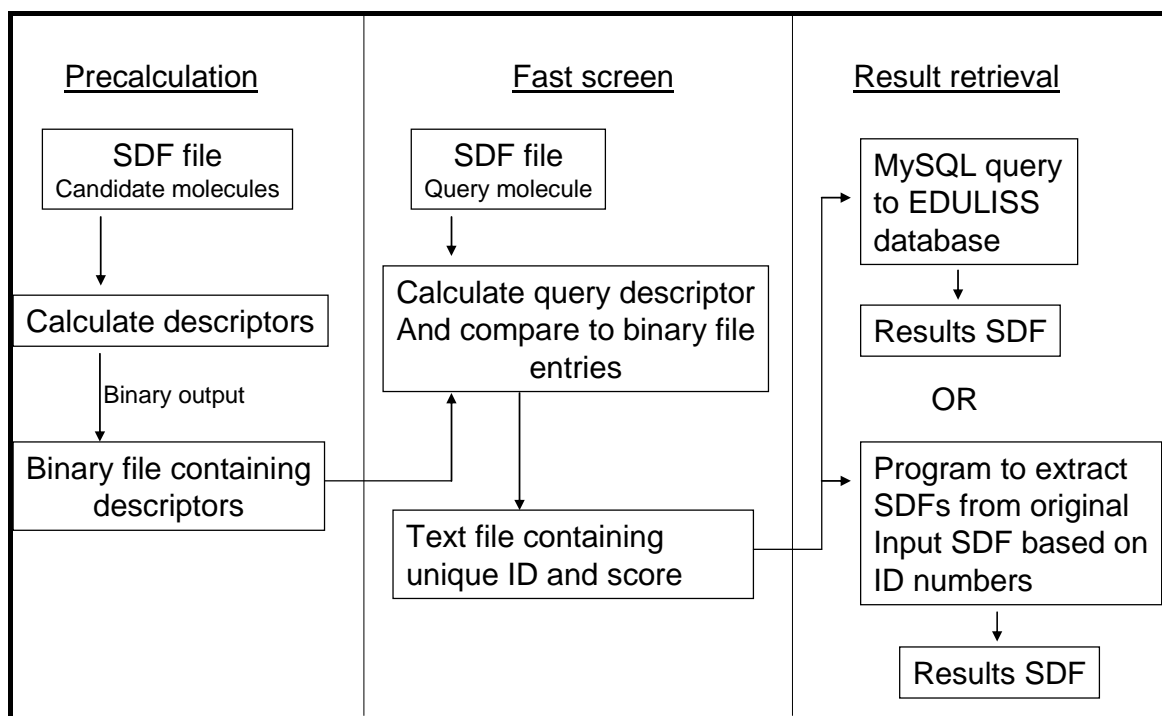 Precalculation
SDF file
Candidate molecules
Calculate descriptors
Binary output
Binary file containing
descriptors
Fast screen
SDF file
Query molecule
Calculate query descriptor
And compare to binary file
entries
Text file containing
unique ID and score
Result retrieval
MySQL query
to EDULISS
database
Results SDF
OR
Program to extract
SDFs from original
Input SDF based on
ID numbers
Results SDF